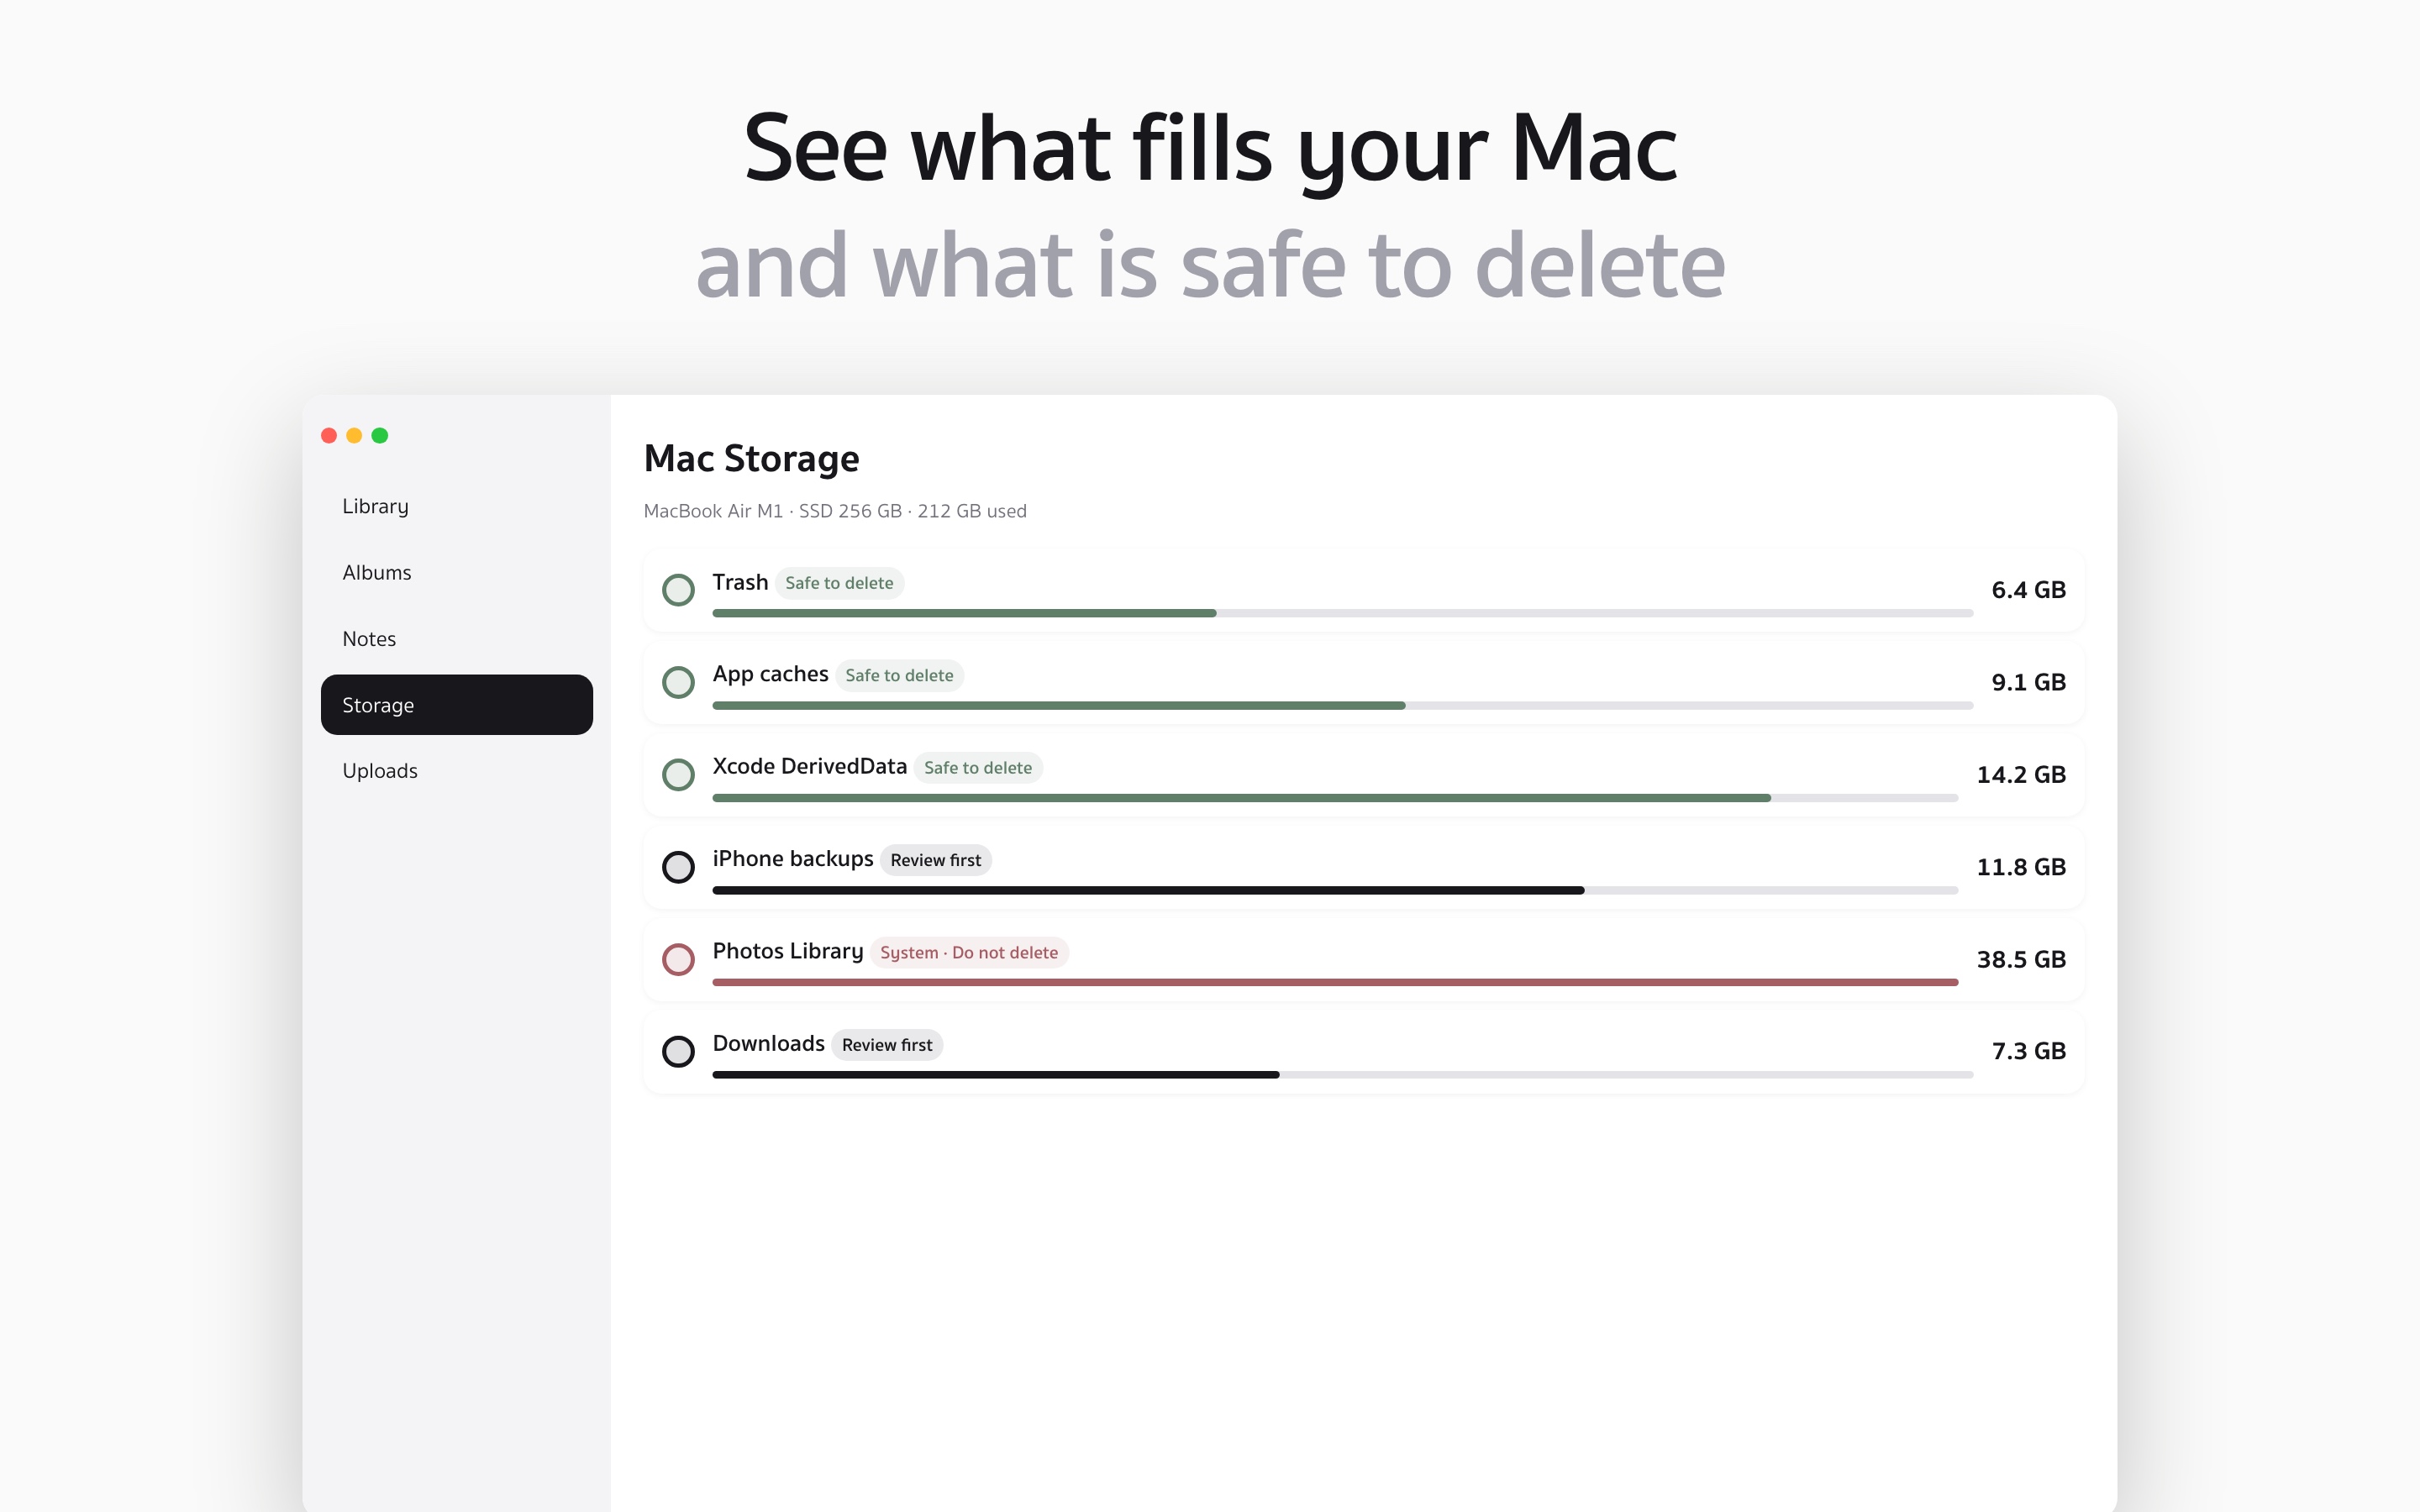 See what fills your Mac
and what is safe to delete
Library
Albums
Notes
Storage
Uploads
Mac Storage
MacBook Air M1 · SSD 256 GB · 212 GB used
Trash Safe to delete 6.4 GB
App caches Safe to delete 9.1 GB
Xcode DerivedData Safe to delete 14.2 GB
iPhone backups Review first 11.8 GB
Photos Library System · Do not delete 38.5 GB
Downloads Review first 7.3 GB